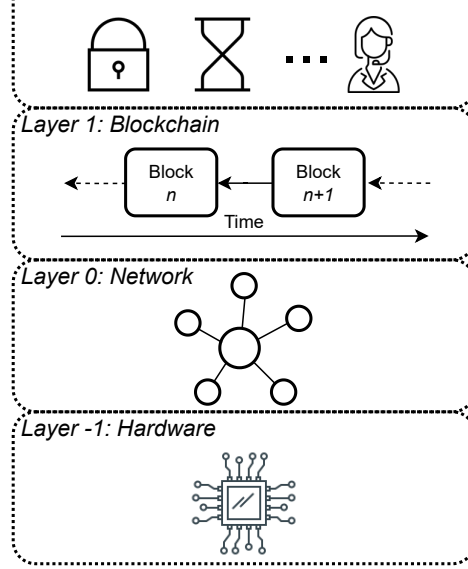 Layer 1: Blockchain
Block
n
Block
n+1
Time
Layer 0: Network
Layer -1: Hardware